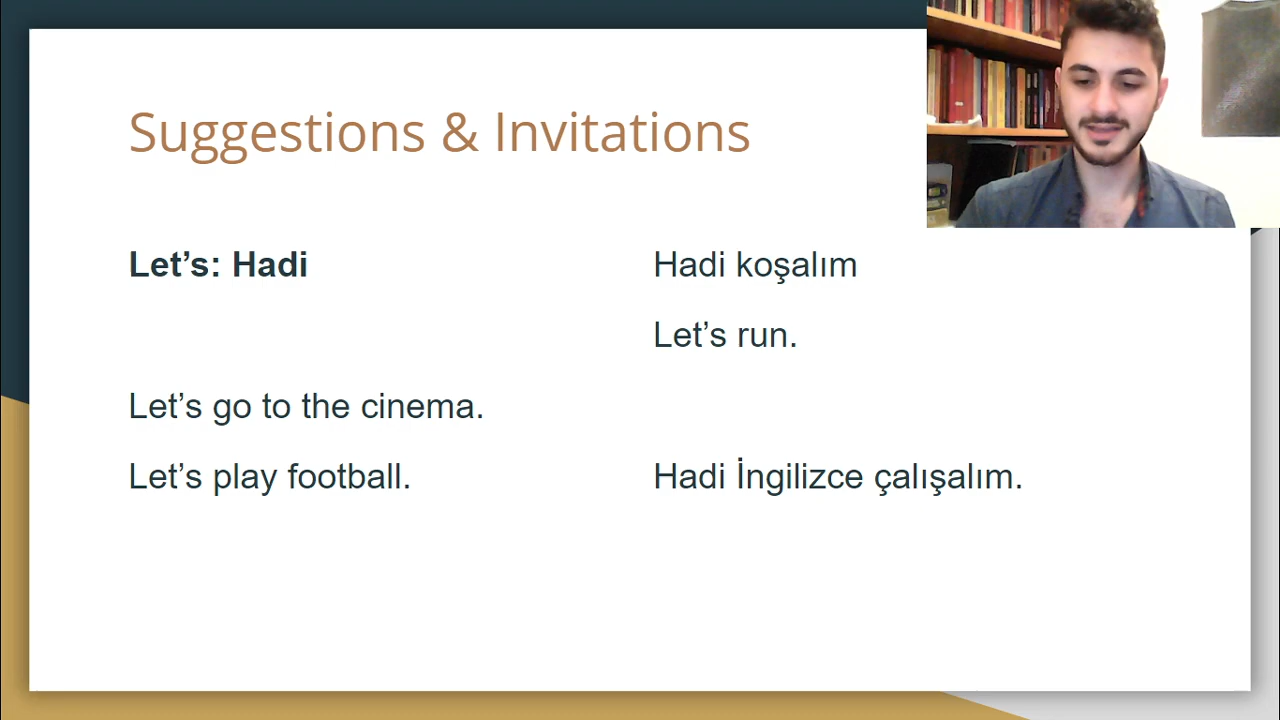 Suggestions & Invitations
Let’s: Hadi
Let’s go to the cinema.
Let’s play football.
Hadi koşalım
Let’s run.
Hadi İngilizce çalışalım.